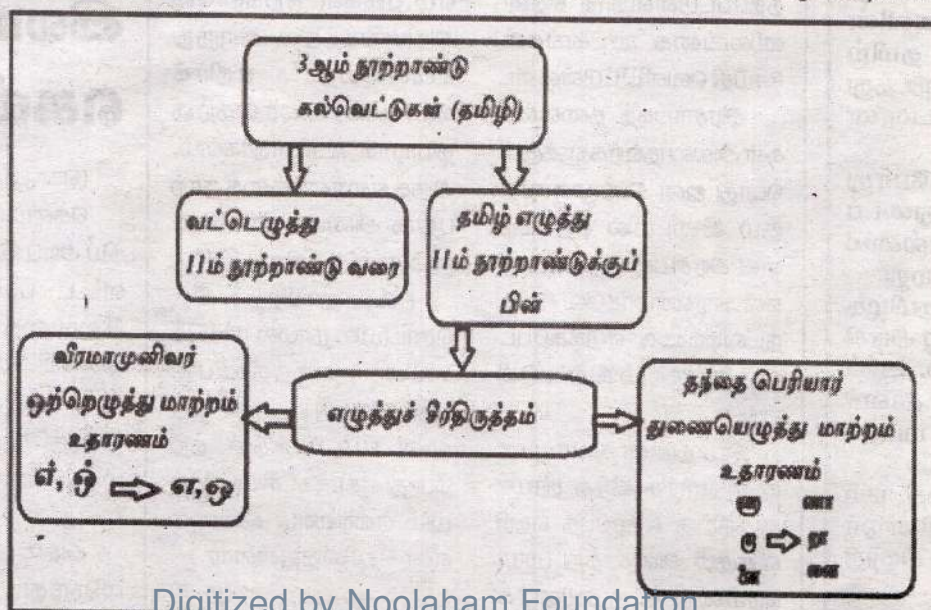 3ஆம் நூற்றாண்டு
கல்வெட்டுகள் (தமிழி)
வட்டெழுத்து
11ம் நூற்றாண்டு வரை
தமிழ் எழுத்து
11ம் நூற்றாண்டுக்குப்
பின்
வீரமாமுனிவர்
ஒற்றெழுத்து மாற்றம்
உதாரணம்
எ், ஒ் ⇨ எ,ஒ
எழுத்துச் சீர்திருத்தம்
தந்தை பெரியார்
துணையெழுத்து மாற்றம்
உதாரணம்
ணா
⇨ றா
னை
Digitized by Noolaham Foundation